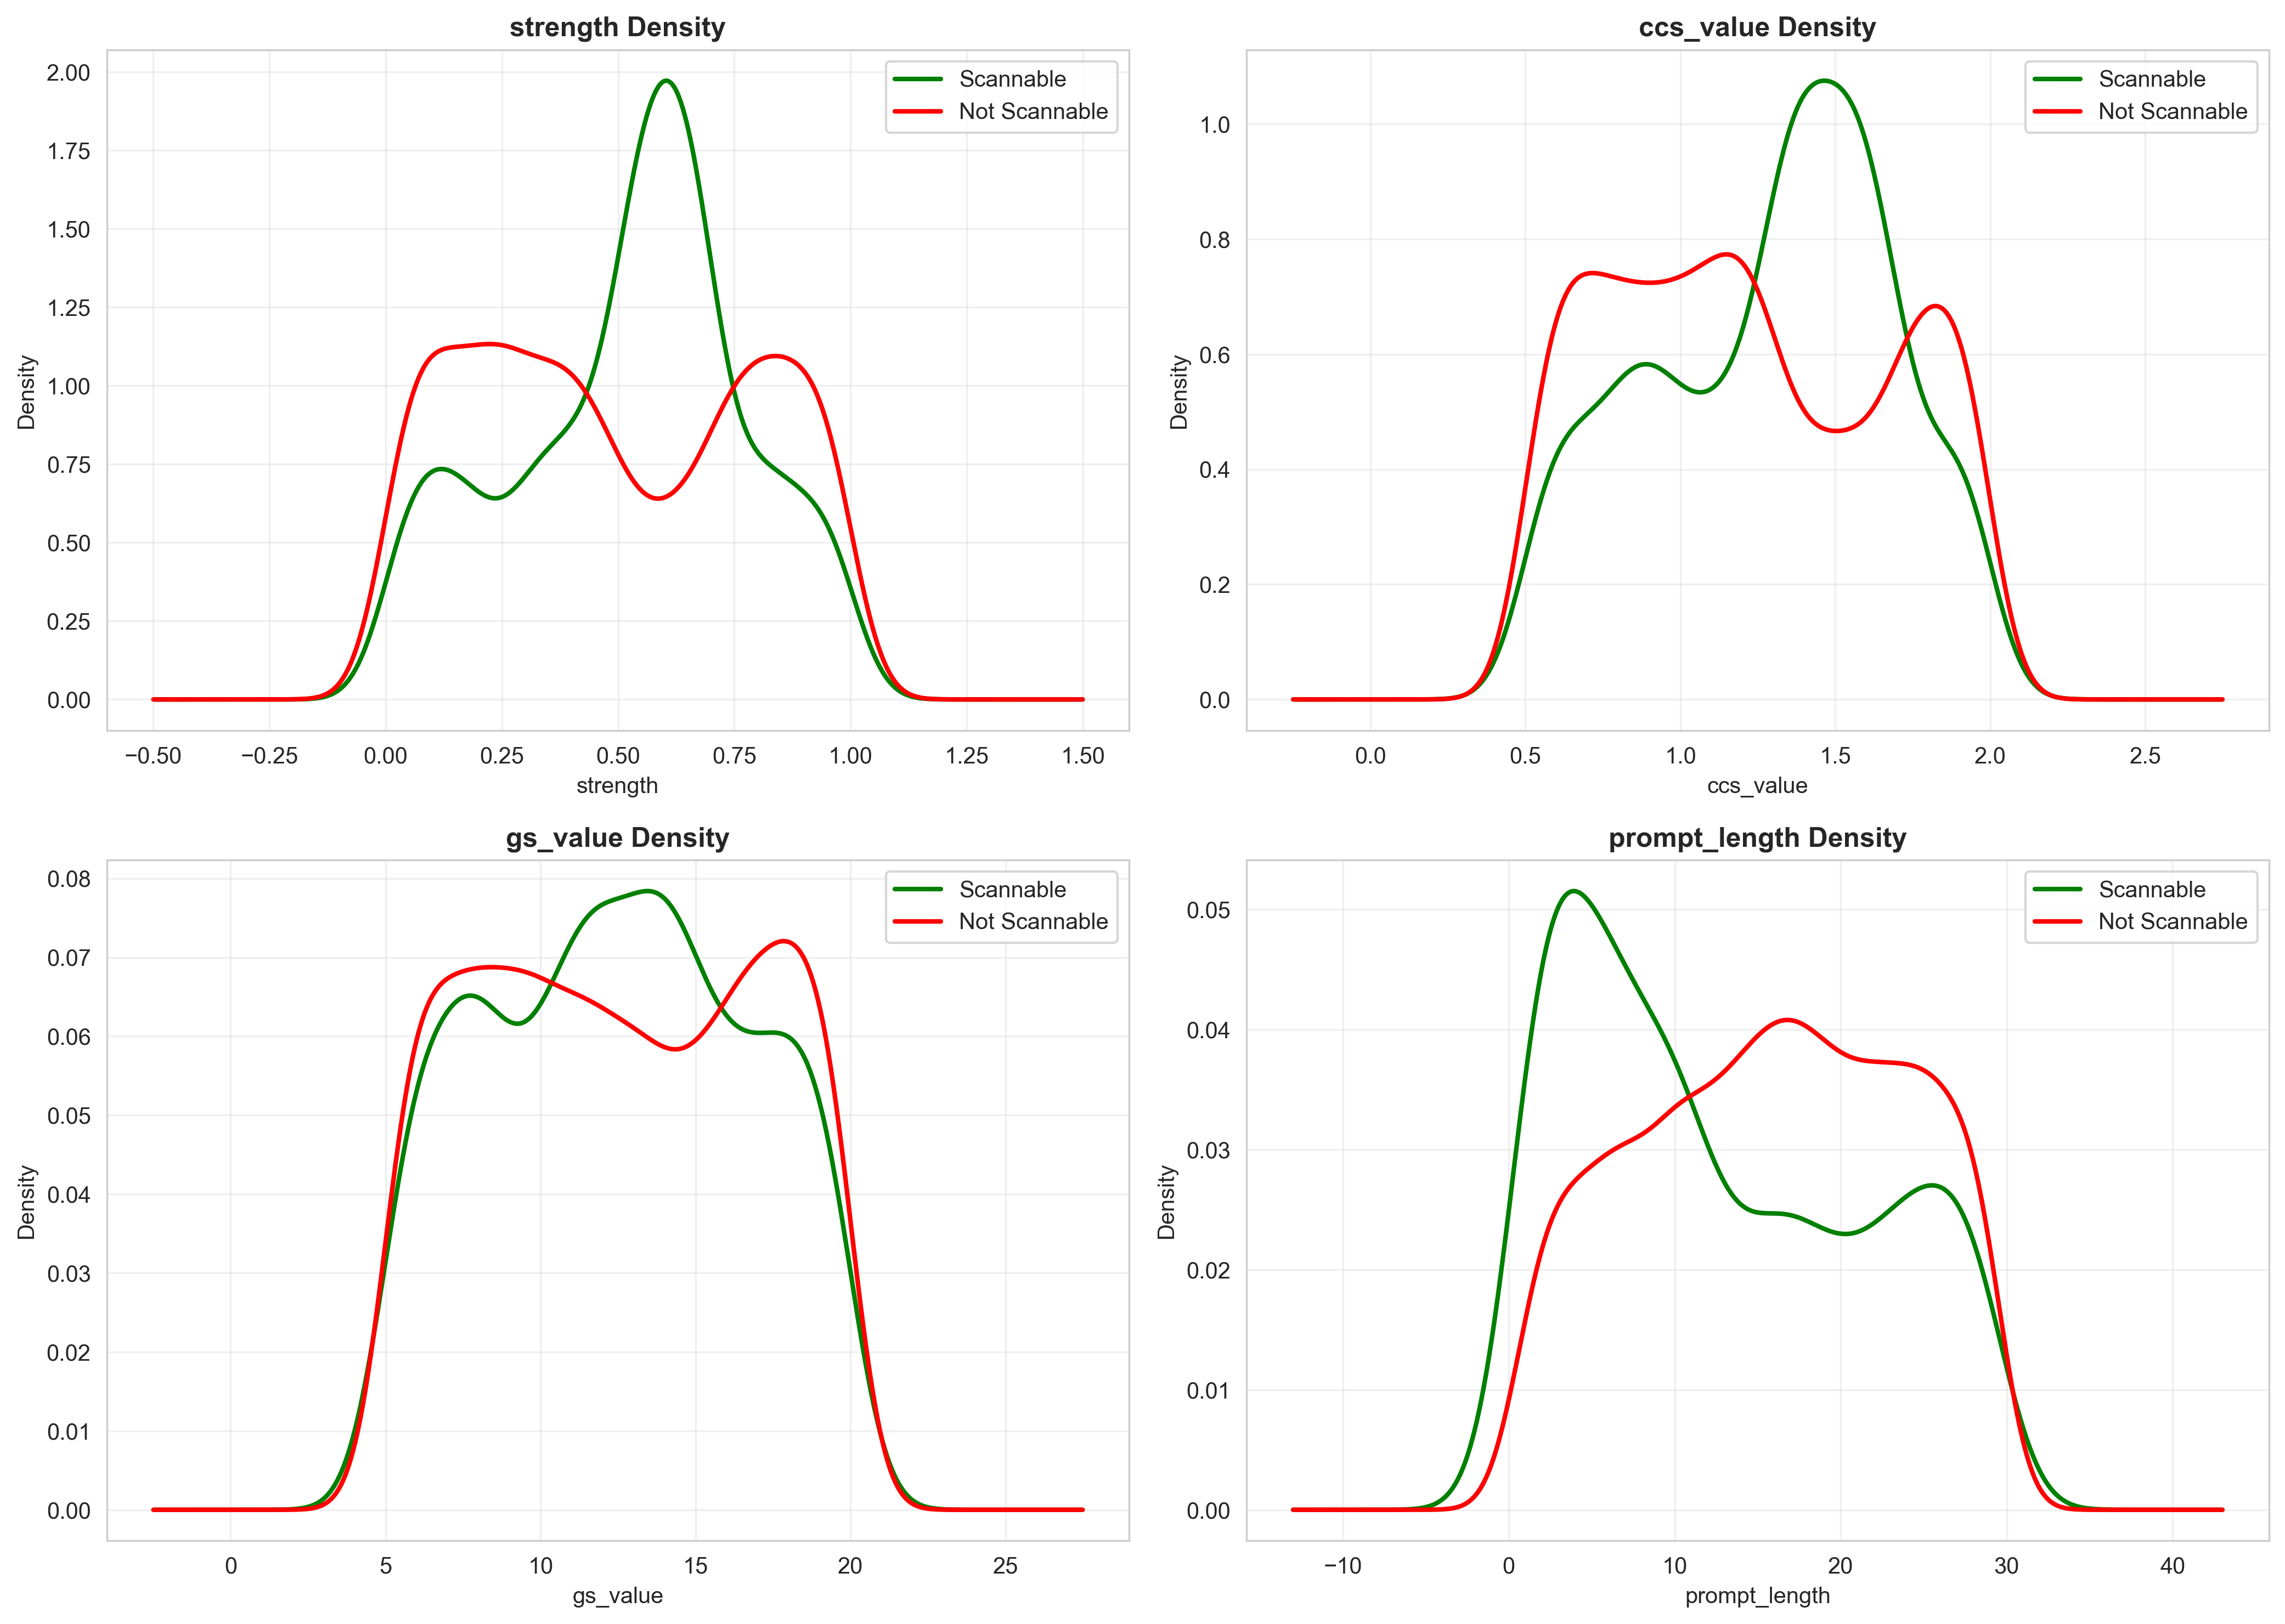 strength Density
Density
2.00
1.75
1.50
1.25
1.00
0.75
0.50
0.25
0.00
Scannable
Not Scannable
−0.50 −0.25 0.00 0.25 0.50 0.75 1.00 1.25 1.50
strength
ccs_value Density
Density
1.0
0.8
0.6
0.4
0.2
0.0
Scannable
Not Scannable
0.0 0.5 1.0 1.5 2.0 2.5
ccs_value
gs_value Density
Density
0.08
0.07
0.06
0.05
0.04
0.03
0.02
0.01
0.00
Scannable
Not Scannable
0 5 10 15 20 25
gs_value
prompt_length Density
Density
0.05
0.04
0.03
0.02
0.01
0.00
Scannable
Not Scannable
−10 0 10 20 30 40
prompt_length